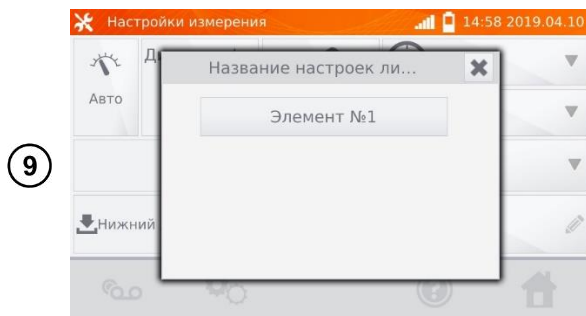 Настройки измерения 14:58 2019.04.10
Название настроек ли...
Авто
Элемент №1
9
Нижний